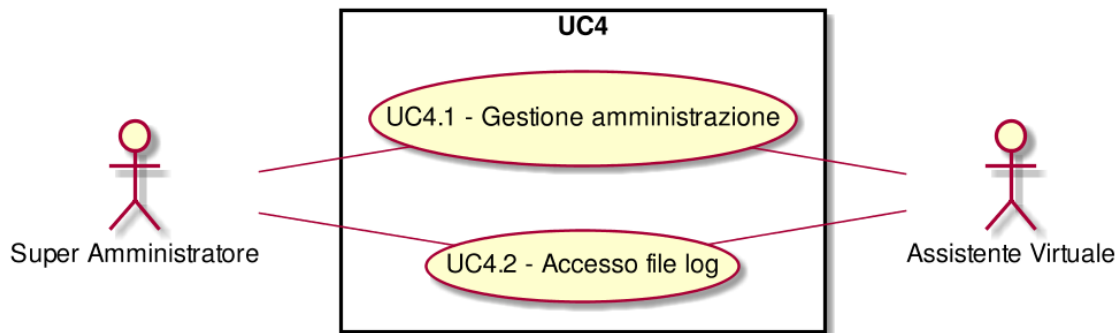 UC4
UC4.1 - Gestione amministrazione
Super Amministratore
Assistente Virtuale
UC4.2 - Accesso file log